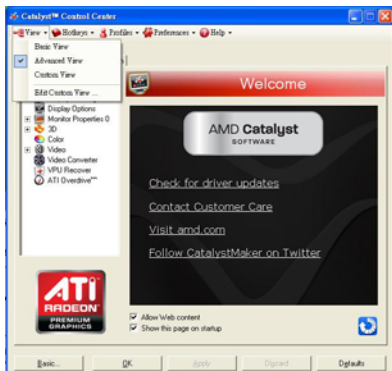 Catalyst™ Control Center
View Hotkeys Profiles Preferences Help
Basic View
Advanced View
Custom View
Edit Custom View ...
Welcome
Display Options
Monitor Properties 0
3D
Color
Video
Video Converter
VPU Recover
ATI Overdrive™
AMD Catalyst
SOFTWARE
Check for driver updates
Contact Customer Care
Visit amd.com
Follow CatalystMaker on Twitter
ATI
RADEON
PREMIUM
GRAPHICS
Allow Web content
Show this page on startup
Basic... OK Apply Discard Defaults